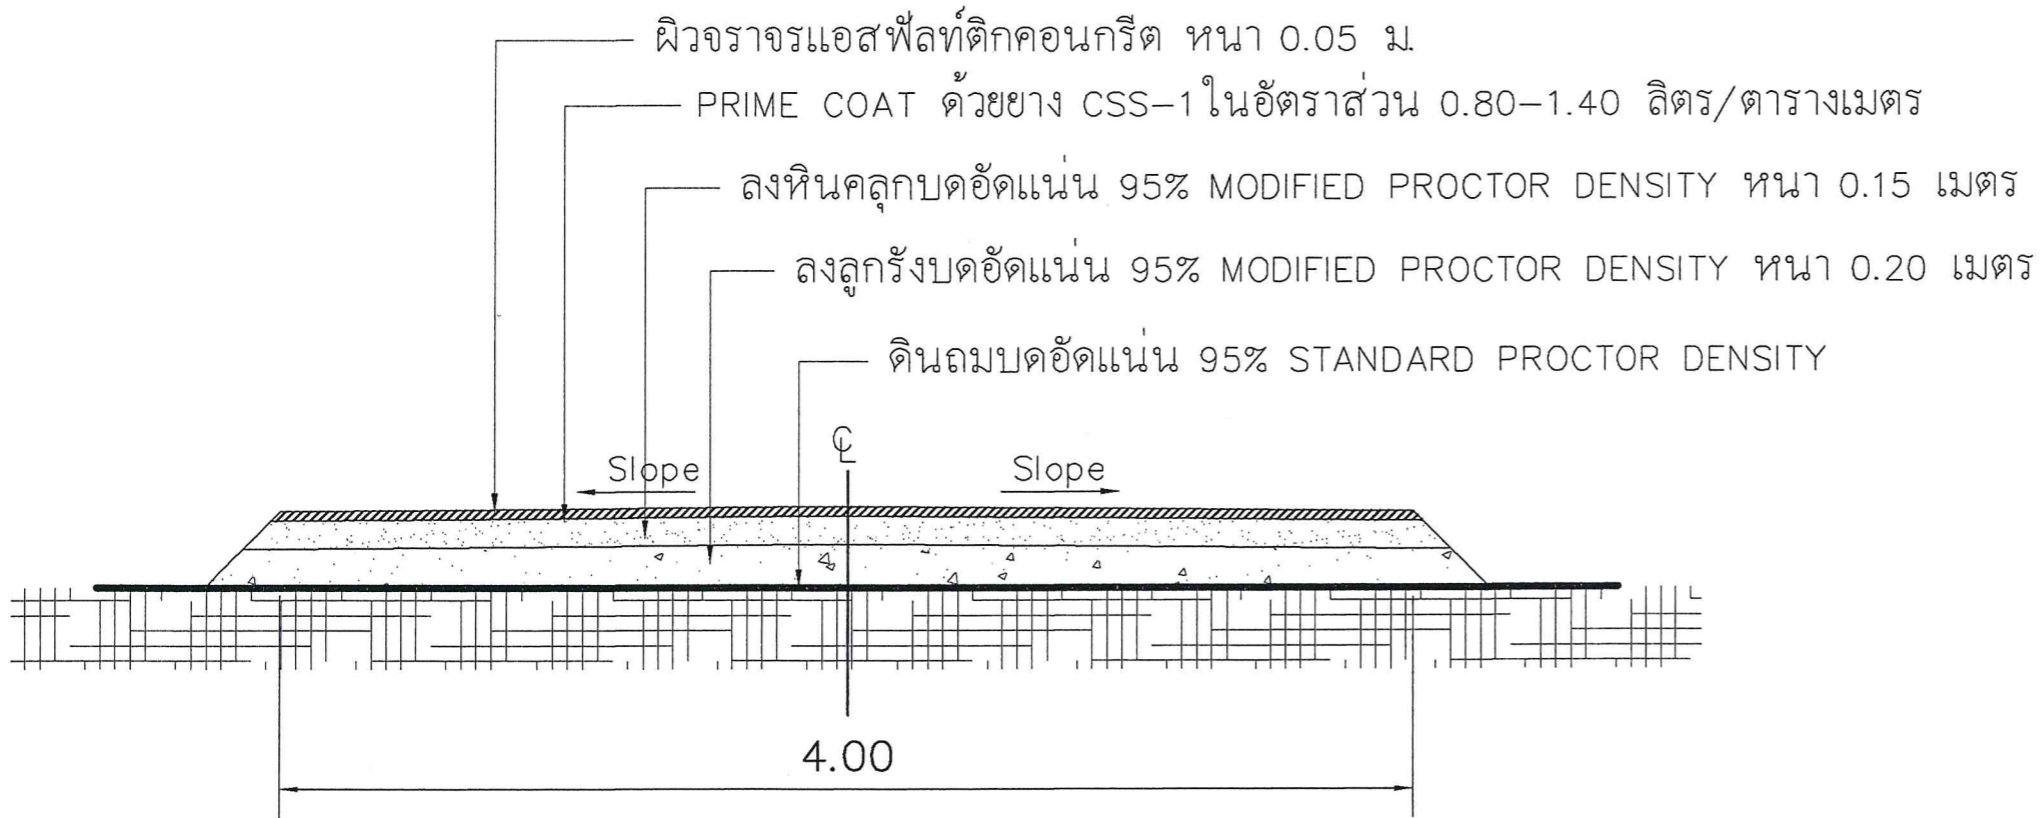 ผิวจราจรแอสฟัลท์ติกคอนกรีต หนา 0.05 ม.
PRIME COAT ด้วยยาง CSS-1 ในอัตราส่วน 0.80-1.40 ลิตร/ตารางเมตร
ลงหินคลุกบดอัดแน่น 95% MODIFIED PROCTOR DENSITY หนา 0.15 เมตร
ลงลูกรังบดอัดแน่น 95% MODIFIED PROCTOR DENSITY หนา 0.20 เมตร
ดินถมบดอัดแน่น 95% STANDARD PROCTOR DENSITY
Slope ℄ Slope
4.00